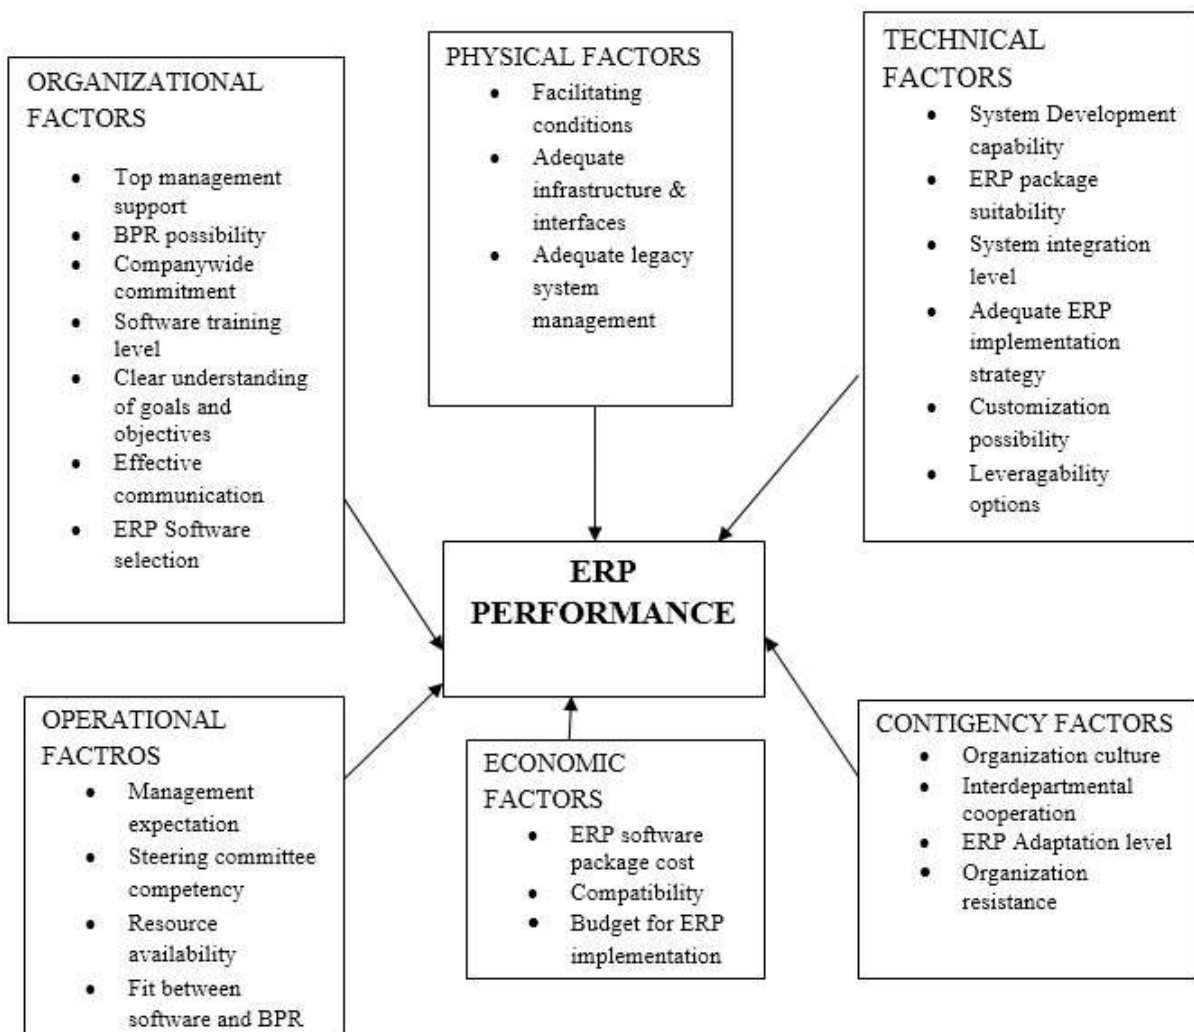 ORGANIZATIONAL
FACTORS
• Top management
support
• BPR possibility
• Companywide
commitment
• Software training
level
• Clear understanding
of goals and
objectives
• Effective
communication
• ERP Software
selection
PHYSICAL FACTORS
• Facilitating
conditions
• Adequate
infrastructure &
interfaces
• Adequate legacy
system
management
TECHNICAL
FACTORS
• System Development
capability
• ERP package
suitability
• System integration
level
• Adequate ERP
implementation
strategy
• Customization
possibility
• Leveragability
options
ERP
PERFORMANCE
OPERATIONAL
FACTROS
• Management
expectation
• Steering committee
competency
• Resource
availability
• Fit between
software and BPR
ECONOMIC
FACTORS
• ERP software
package cost
• Compatibility
• Budget for ERP
implementation
CONTIGENCY FACTORS
• Organization culture
• Interdepartmental
cooperation
• ERP Adaptation level
• Organization
resistance